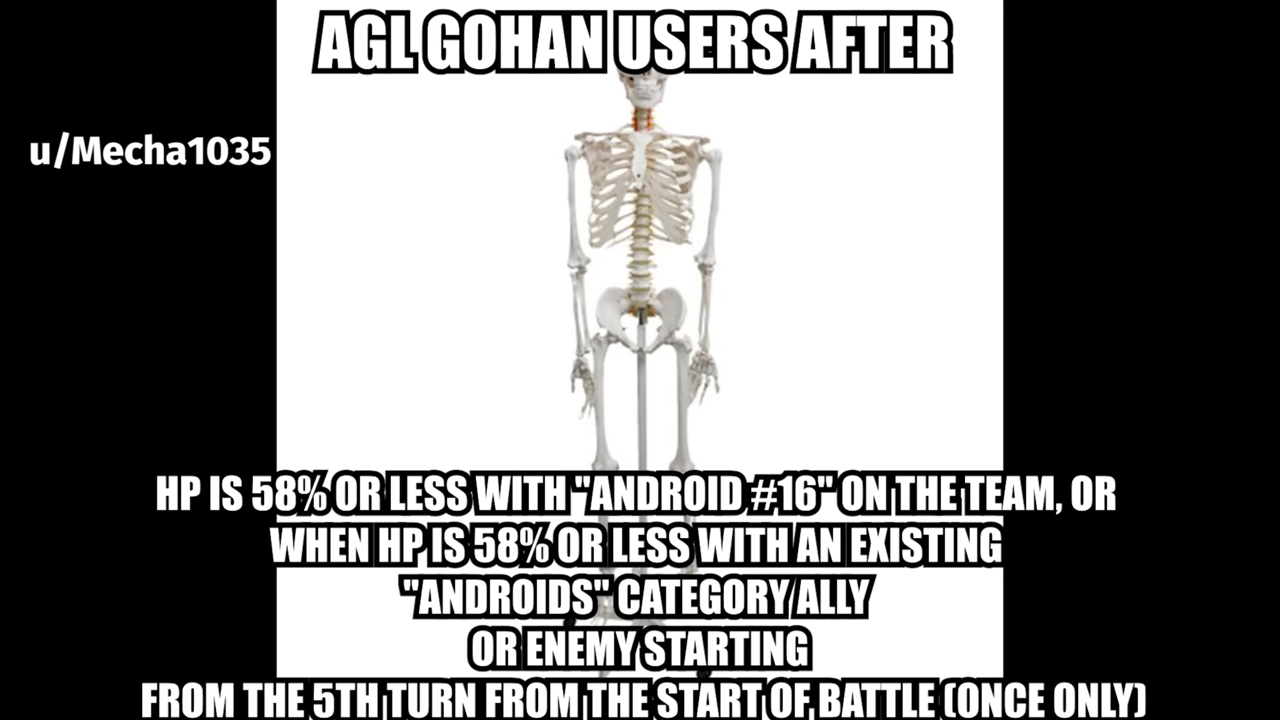 AGL GOHAN USERS AFTER
u/Mecha1035
HP IS 58% OR LESS WITH "ANDROID #16" ON THE TEAM, OR
WHEN HP IS 58% OR LESS WITH AN EXISTING
"ANDROIDS" CATEGORY ALLY
OR ENEMY STARTING
FROM THE 5TH TURN FROM THE START OF BATTLE (ONCE ONLY)